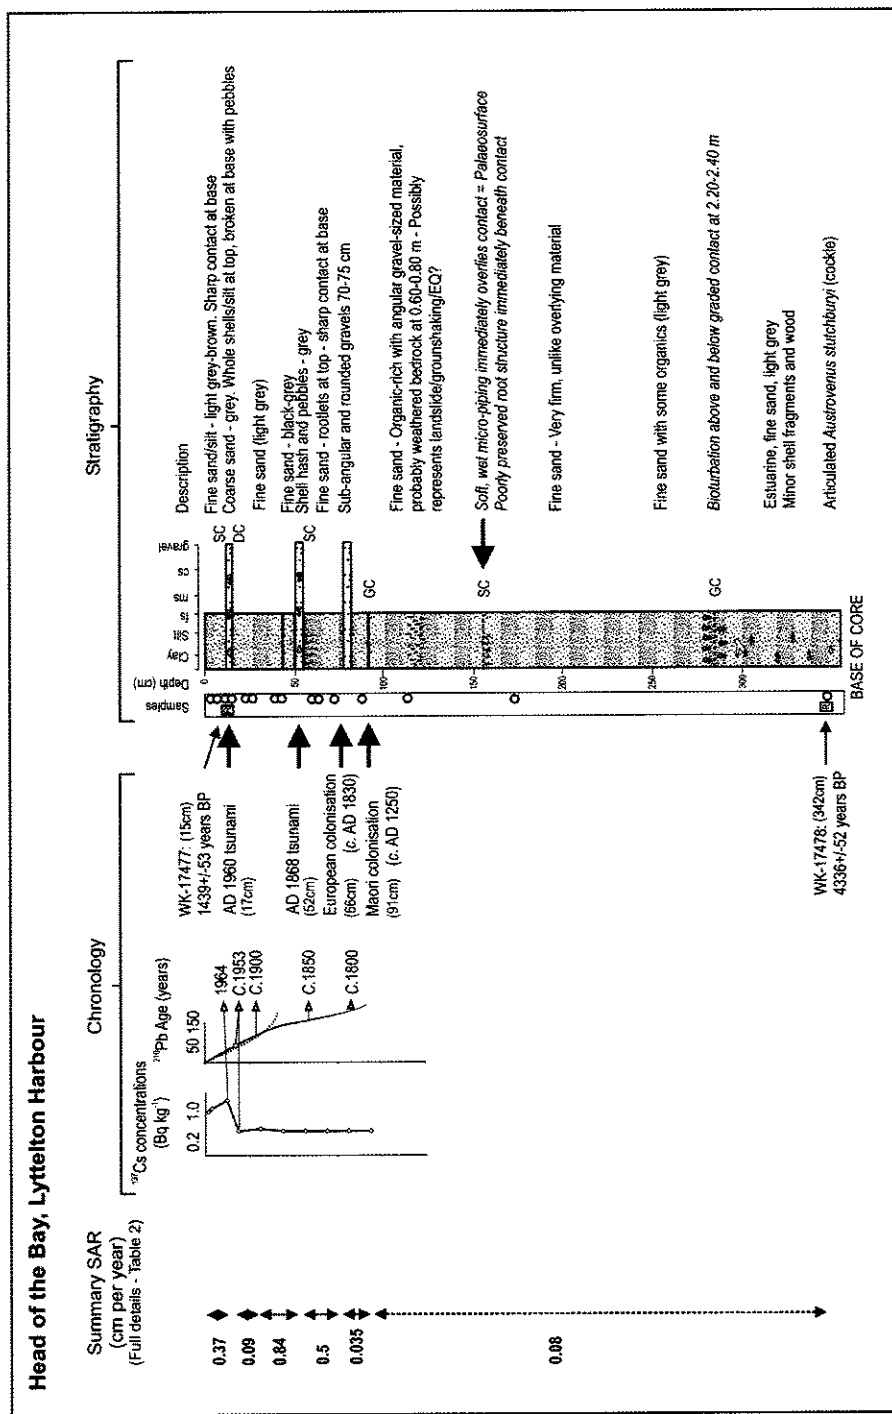 Head of the Bay, Lyttelton Harbour
Summary SAR
(cm per year)
(Full details - Table 2)
0.37
0.09
0.84
0.5
0.035
0.08
Chronology
¹³⁷Cs concentrations
(Bq kg⁻¹)
0.2 1.0
²¹⁰Pb Age (years)
50 150
1964
C.1953
C.1900
C.1850
C.1800
WK-17477: (15cm)
1439+/-53 years BP
AD 1960 tsunami
(17cm)
AD 1868 tsunami
(52cm)
European colonisation
(66cm) (c. AD 1830)
Maori colonisation
(91cm) (c. AD 1250)
WK-17478: (342cm)
4336+/-52 years BP
Stratigraphy
Samples
Depth (cm)
0
50
100
150
200
250
300
Clay
Silt
fs
ms
cs
gravel
SC
DC
SC
GC
SC
GC
BASE OF CORE
Description
Fine sand/silt - light grey-brown. Sharp contact at base
Coarse sand - grey. Whole shells/silt at top, broken at base with pebbles
Fine sand (light grey)
Fine sand - black-grey
Shell hash and pebbles - grey
Fine sand - rootlets at top - sharp contact at base
Sub-angular and rounded gravels 70-75 cm
Fine sand - Organic-rich with angular gravel-sized material,
probably weathered bedrock at 0.60-0.80 m - Possibly
represents landslide/grounshaking/EQ?
Soft, wet micro-piping immediately overlies contact = Palaeosurface
Poorly preserved root structure immediately beneath contact
Fine sand - Very firm, unlike overlying material
Fine sand with some organics (light grey)
Bioturbation above and below graded contact at 2.20-2.40 m
Estuarine, fine sand, light grey
Minor shell fragments and wood
Articulated Austrovenus stutchburyi (cockle)